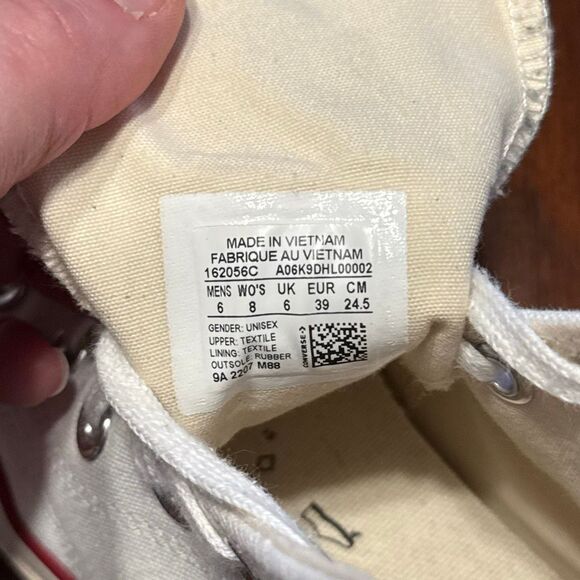 MADE IN VIETNAM
FABRIQUE AU VIETNAM
162056C A06K9DHL00002
MENS WO'S UK EUR CM
6 8 6 39 24.5
GENDER: UNISEX
UPPER: TEXTILE
LINING: TEXTILE
OUTSOLE: RUBBER
9A 2207 M88
CONVERSE